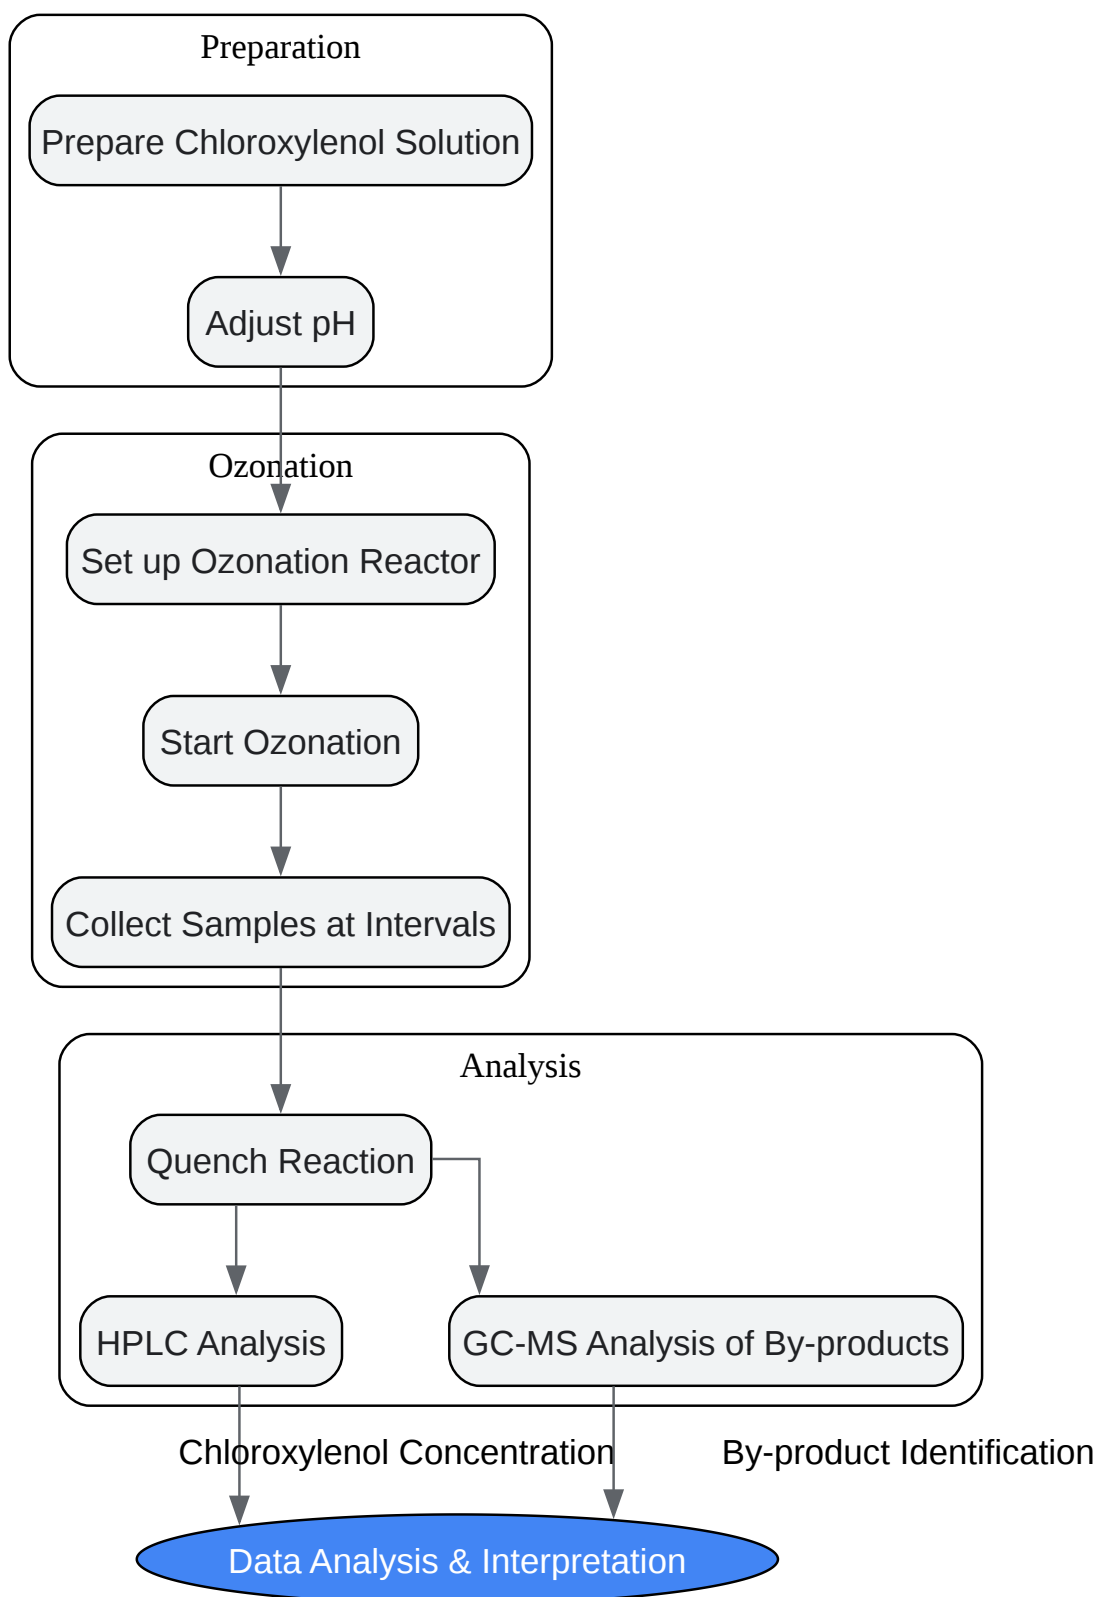 Preparation
Prepare Chloroxylenol Solution
Adjust pH
Ozonation
Set up Ozonation Reactor
Start Ozonation
Collect Samples at Intervals
Analysis
Quench Reaction
HPLC Analysis
GC-MS Analysis of By-products
Chloroxylenol Concentration
By-product Identification
Data Analysis & Interpretation